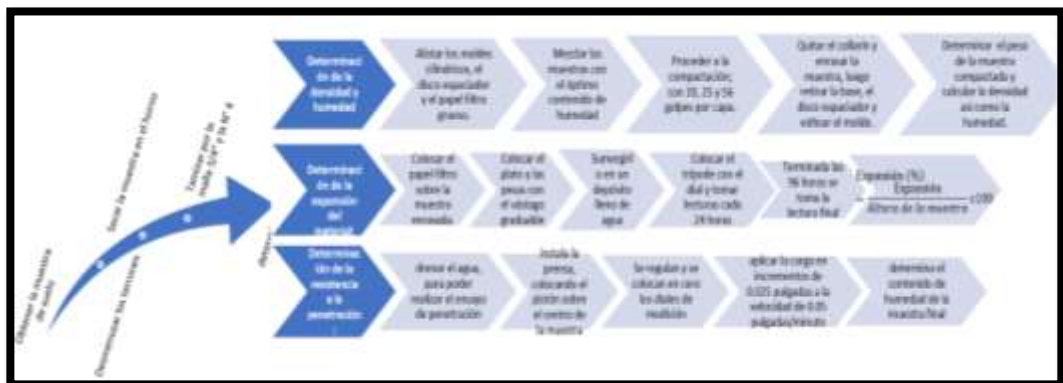 Obtener la muestra
de suelo
Desmenuzar los terrones
Secar la muestra en el horno
Tamizar por la
malla 3/4" y la N° 4
Determinaci
ón de la
densidad y
humedad
Alistar los moldes
cilíndricos, el
disco espaciador
y el papel filtro
grueso.
Mezclar las
muestras con
el óptimo
contenido de
humedad
Proceder a la
compactación;
con 10, 25 y 56
golpes por capa.
Quitar el collarín y
enrasar la
muestra, luego
retirar la base, el
disco espaciador y
voltear el molde.
Determinar el peso
de la muestra
compactada y
calcular la densidad
así como la
humedad.
Determinaci
ón de la
expansión del
material
Colocar el
papel filtro
sobre la
muestra
enrasada
Colocar el
plato y las
pesas con
el vástago
graduable
Sumergirl
o en un
depósito
lleno de
agua
Colocar el
trípode con el
dial y tomar
lecturas cada
24 horas
Terminada las
96 horas se
toma la
lectura final
Expansión (%)
= Expansión
Altura de la muestra x100
Determinac
ión de la
resistencia
a la
penetración
.
drenar el agua,
para poder
realizar el ensayo
de penetración
Instala la
prensa,
colocando el
pistón sobre
el centro de
la muestra
Se regulan y se
colocan en cero
los diales de
medición
aplicar la carga en
incrementos de
0.025 pulgadas a la
velocidad de 0.05
pulgadas/minuto
determina el
contenido de
humedad de la
muestra final